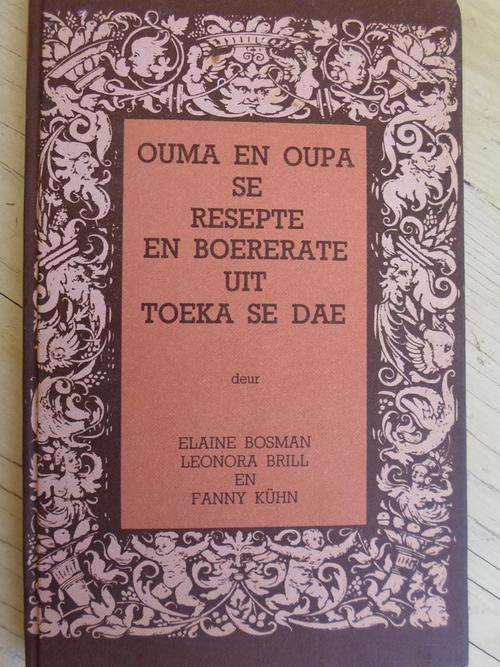 OUMA EN OUPA
SE
RESEPTE
EN BOERERATE
UIT
TOEKA SE DAE
deur
ELAINE BOSMAN
LEONORA BRILL
EN
FANNY KÜHN